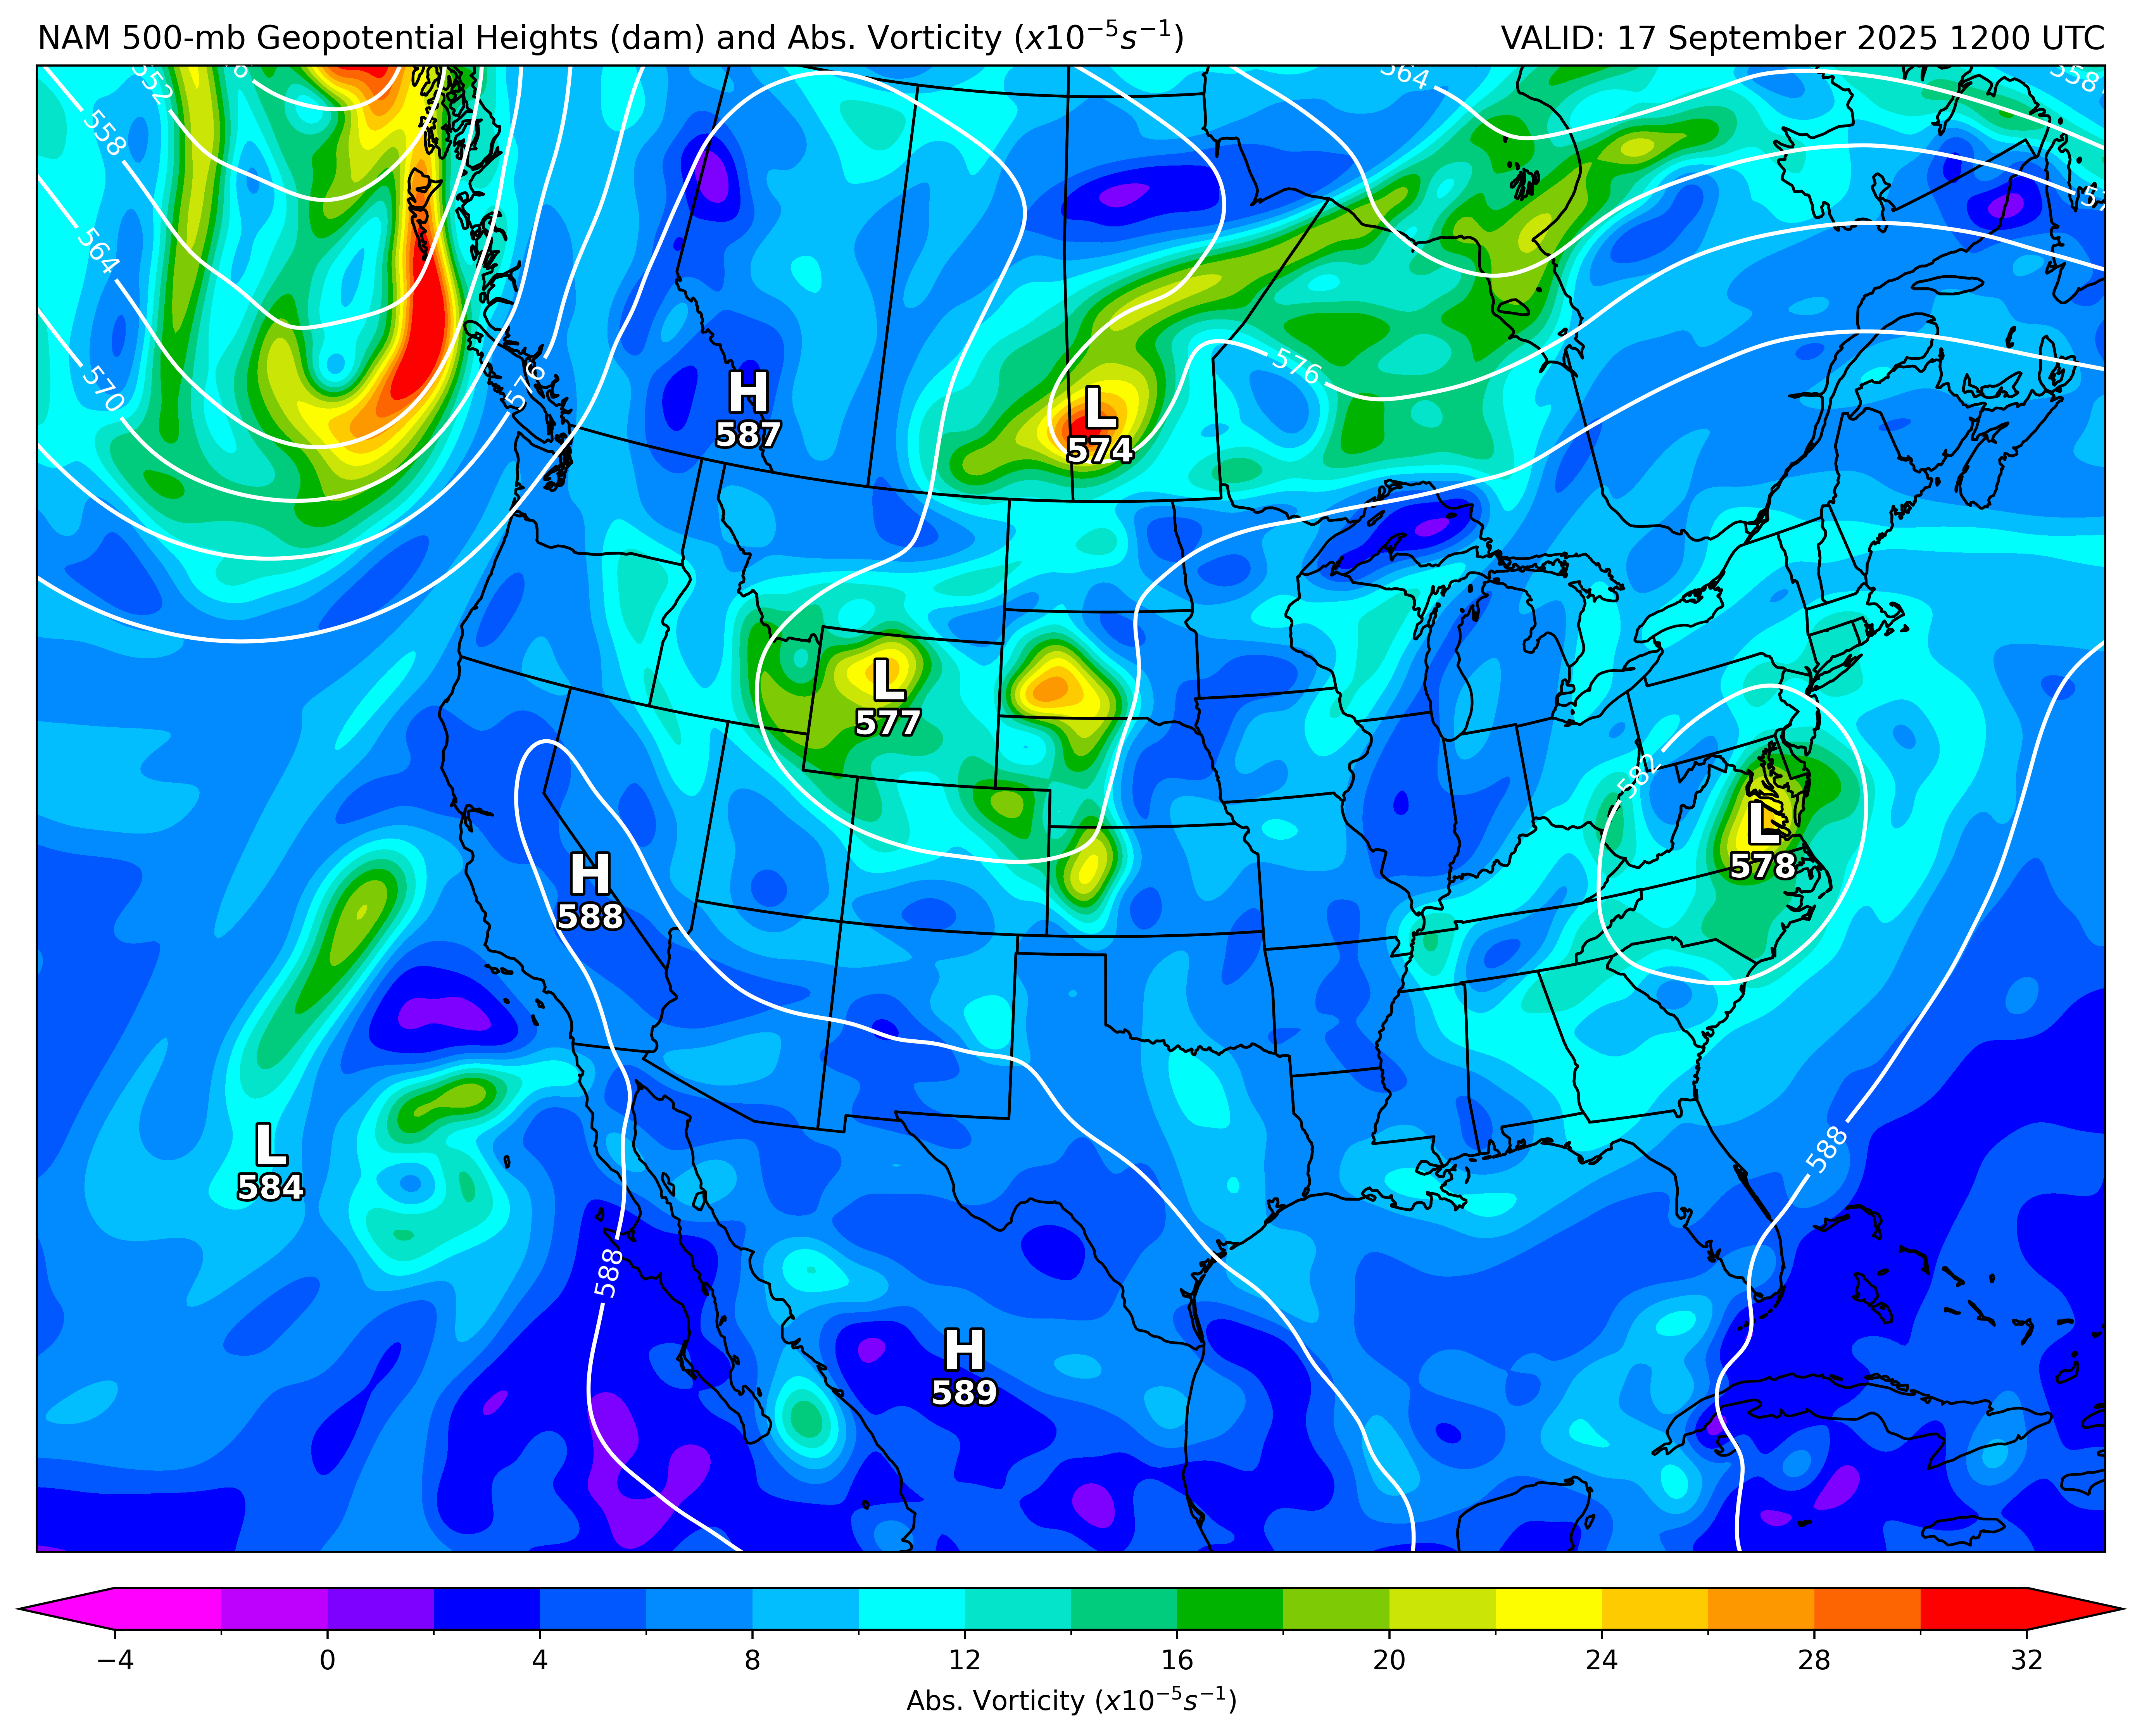 NAM 500-mb Geopotential Heights (dam) and Abs. Vorticity (x10⁻⁵s⁻¹)
VALID: 17 September 2025 1200 UTC
552
564
558
558
564
570
576
576
H
587
L
574
L
577
582
L
578
H
588
L
584
588
588
H
589
−4 0 4 8 12 16 20 24 28 32
Abs. Vorticity (x10⁻⁵s⁻¹)